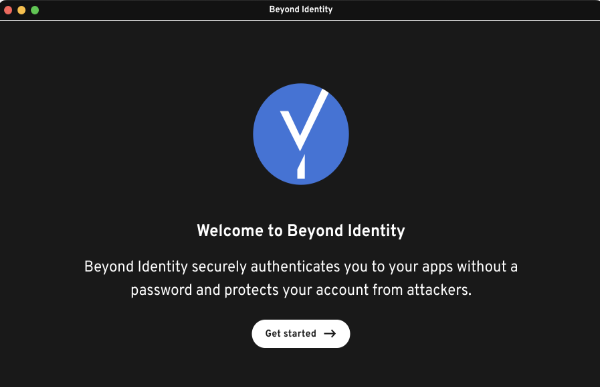 Beyond Identity
Welcome to Beyond Identity
Beyond Identity securely authenticates you to your apps without a
password and protects your account from attackers.
Get started →